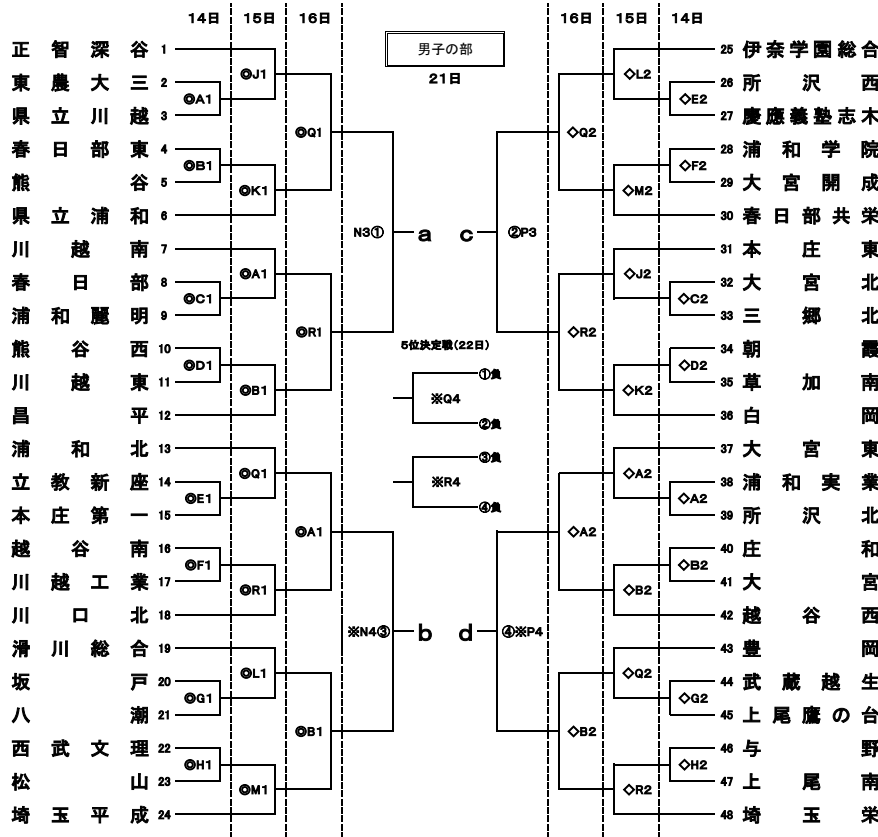 14日 15日 16日 16日 15日 14日
男子の部
21日
正智深谷 1
東農大三 2
県立川越 3
春日部東 4
熊谷 5
県立浦和 6
川越南 7
春日部 8
浦和麗明 9
熊谷西 10
川越東 11
昌平 12
浦和北 13
立教新座 14
本庄第一 15
越谷南 16
川越工業 17
川口北 18
滑川総合 19
坂戸 20
八潮 21
西武文理 22
松山 23
埼玉平成 24
◎A1
◎B1
◎C1
◎D1
◎E1
◎F1
◎G1
◎H1
◎J1
◎K1
◎A1
◎B1
◎Q1
◎R1
◎L1
◎M1
◎Q1
◎R1
◎A1
◎B1
N3① a
※N4③ b
c ②P3
d ④※P4
5位決定戦(22日)
①負
※Q4
②負
③負
※R4
④負
◇Q2
◇R2
◇A2
◇B2
◇L2
◇M2
◇J2
◇K2
◇A2
◇B2
◇Q2
◇R2
◇E2
◇F2
◇C2
◇D2
◇A2
◇B2
◇G2
◇H2
25 伊奈学園総合
26 所沢西
27 慶應義塾志木
28 浦和学院
29 大宮開成
30 春日部共栄
31 本庄東
32 大宮北
33 三郷北
34 朝霞
35 草加南
36 白岡
37 大宮東
38 浦和実業
39 所沢北
40 庄和
41 大宮
42 越谷西
43 豊岡
44 武蔵越生
45 上尾鷹の台
46 与野
47 上尾南
48 埼玉栄